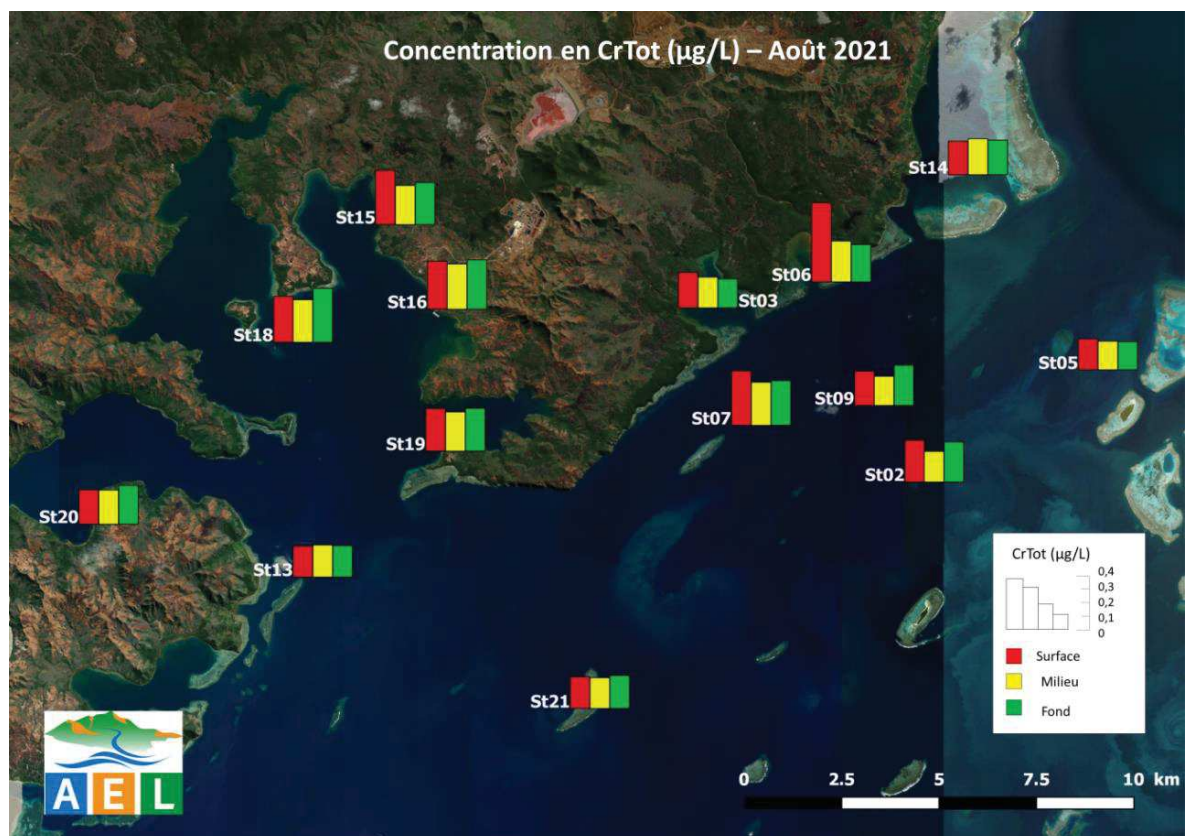 Concentration en CrTot (µg/L) – Août 2021
St14
St15
St06
St16
St03
St18
St05
St09
St07
St19
St02
St20
St13
St21
CrTot (µg/L)
0,4
0,3
0,2
0,1
0
Surface
Milieu
Fond
0 2.5 5 7.5 10 km
AEL